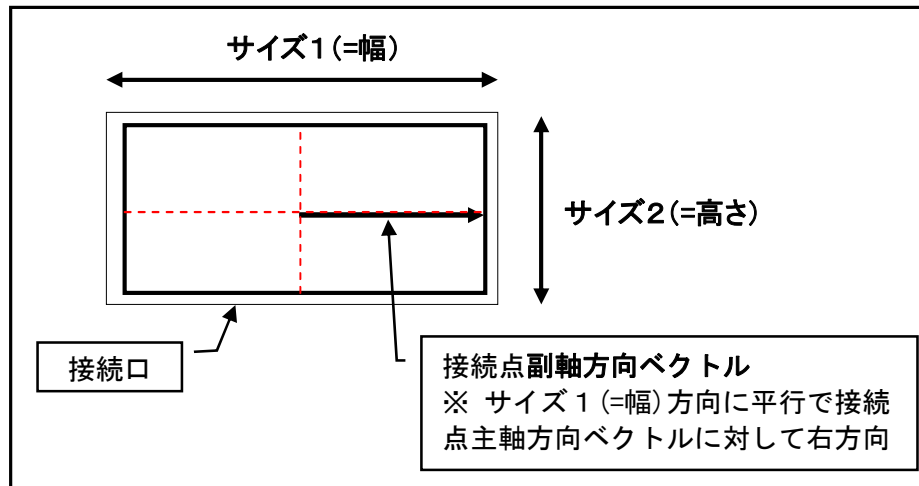 サイズ1(=幅)
サイズ2(=高さ)
接続口
接続点副軸方向ベクトル
※ サイズ1(=幅)方向に平行で接続
点主軸方向ベクトルに対して右方向